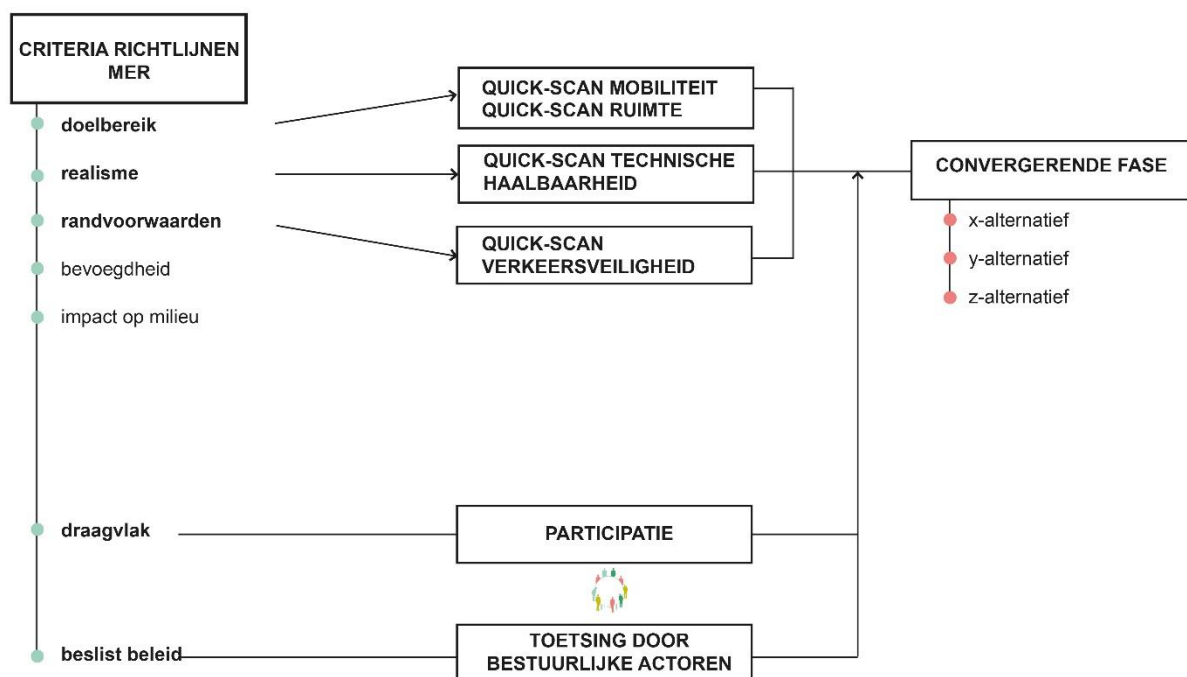 CRITERIA RICHTLIJNEN
MER
doelbereik
realisme
randvoorwaarden
bevoegdheid
impact op milieu
draagvlak
beslist beleid
QUICK-SCAN MOBILITEIT
QUICK-SCAN RUIMTE
QUICK-SCAN TECHNISCHE
HAALBAARHEID
QUICK-SCAN
VERKEERSVEILIGHEID
PARTICIPATIE
TOETSING DOOR
BESTUURLIJKE ACTOREN
CONVERGERENDE FASE
x-alternatief
y-alternatief
z-alternatief